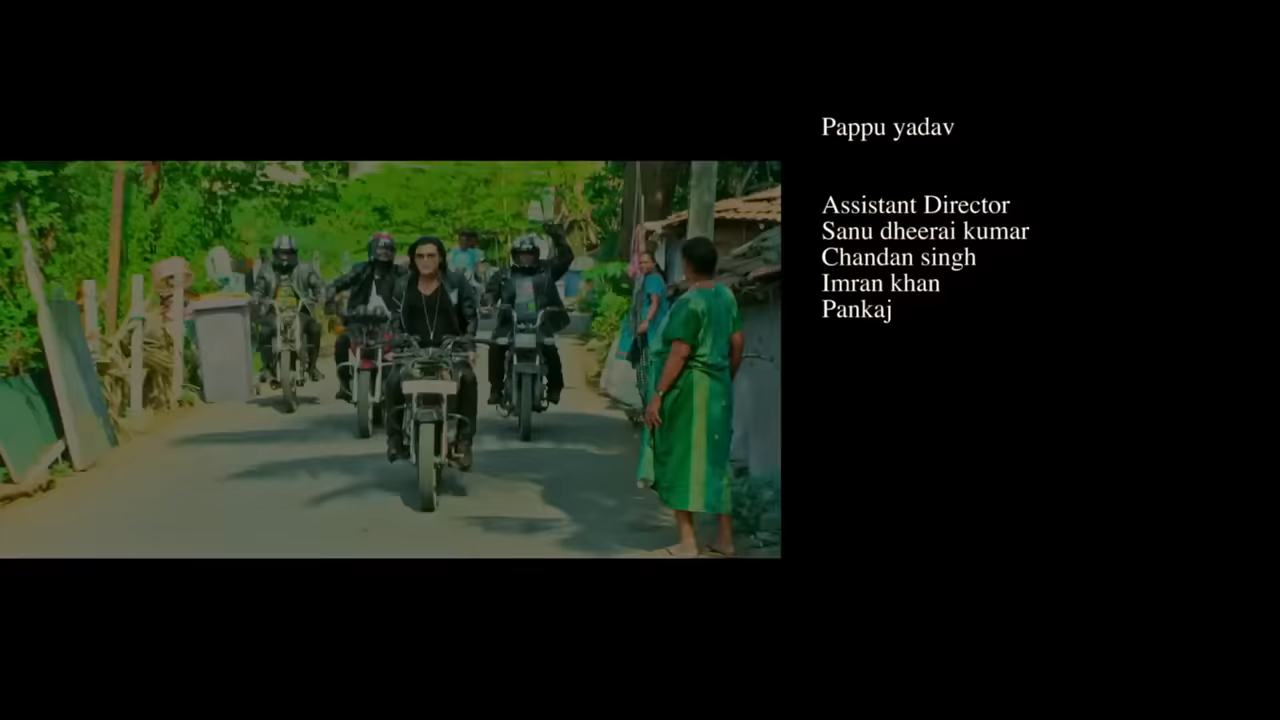 Pappu yadav
Assistant Director
Sanu dheerai kumar
Chandan singh
Imran khan
Pankaj